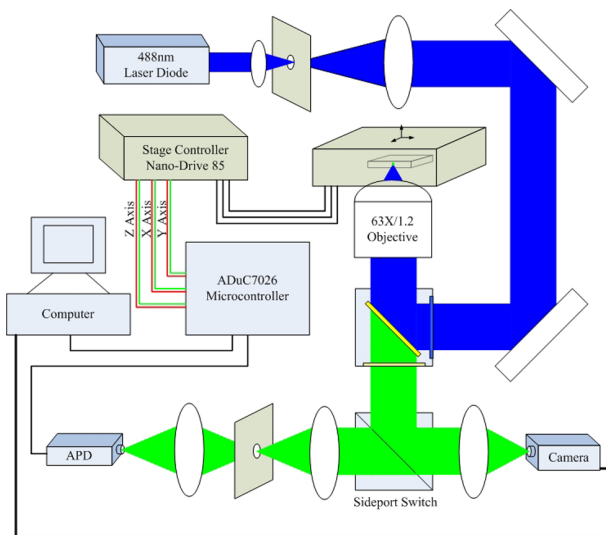 488nm
Laser Diode
Stage Controller
Nano-Drive 85
Z Axis
X Axis
Y Axis
63X/1.2
Objective
ADuC7026
Microcontroller
Computer
APD
Camera
Sideport Switch